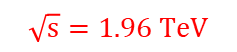 √s = 1.96 TeV